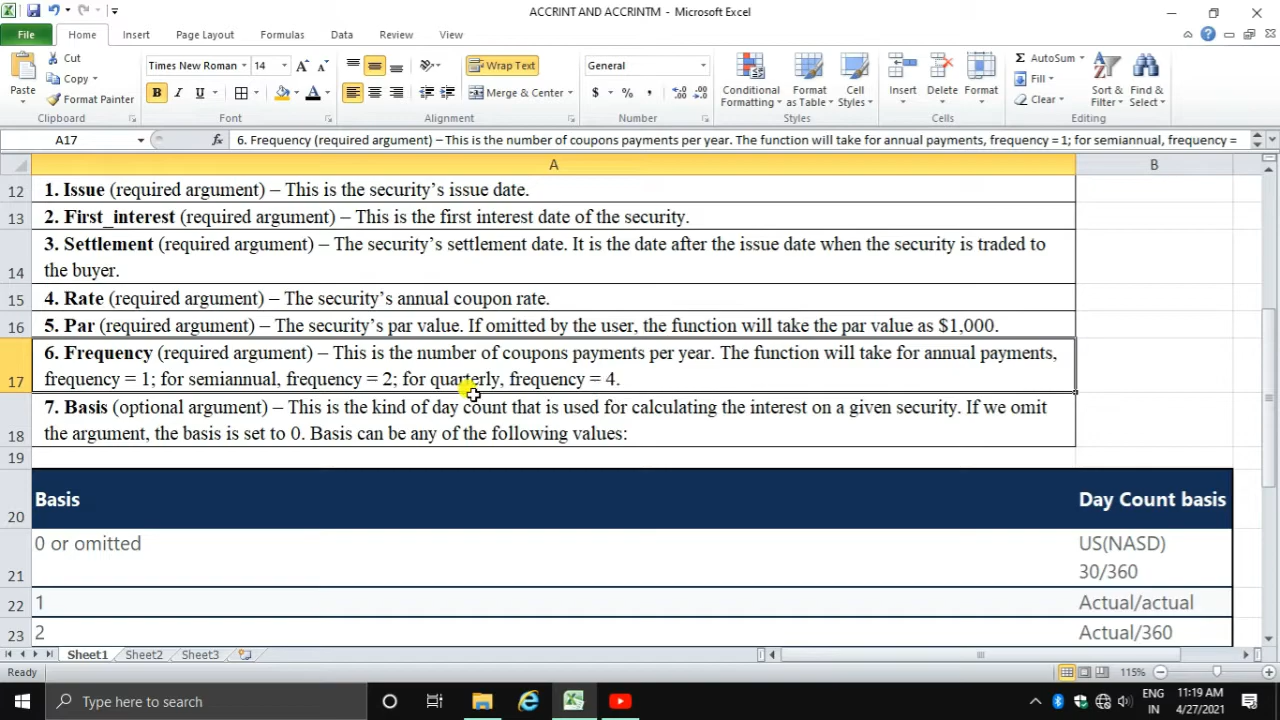 ACCRINT AND ACCRINTM - Microsoft Excel
File Home Insert Page Layout Formulas Data Review View
Paste
Cut
Copy
Format Painter
Clipboard
Times New Roman 14 A A
B I U A
Font
Wrap Text
Merge & Center
Alignment
General
$ % ,
Number
Conditional Formatting
Format as Table
Cell Styles
Styles
Insert Delete Format
Cells
AutoSum
Fill
Clear
Sort & Filter
Find & Select
Editing
A17 fx 6. Frequency (required argument) – This is the number of coupons payments per year. The function will take for annual payments, frequency = 1; for semiannual, frequency =
A B
12 1. Issue (required argument) – This is the security's issue date.
13 2. First_interest (required argument) – This is the first interest date of the security.
3. Settlement (required argument) – The security's settlement date. It is the date after the issue date when the security is traded to
14 the buyer.
15 4. Rate (required argument) – The security's annual coupon rate.
16 5. Par (required argument) – The security's par value. If omitted by the user, the function will take the par value as $1,000.
6. Frequency (required argument) – This is the number of coupons payments per year. The function will take for annual payments,
17 frequency = 1; for semiannual, frequency = 2; for quarterly, frequency = 4.
7. Basis (optional argument) – This is the kind of day count that is used for calculating the interest on a given security. If we omit
18 the argument, the basis is set to 0. Basis can be any of the following values:
19
20 Basis Day Count basis
0 or omitted US(NASD)
21 30/360
22 1 Actual/actual
23 2 Actual/360
Sheet1 Sheet2 Sheet3
Ready 115%
Type here to search
ENG 11:19 AM
IN 4/27/2021